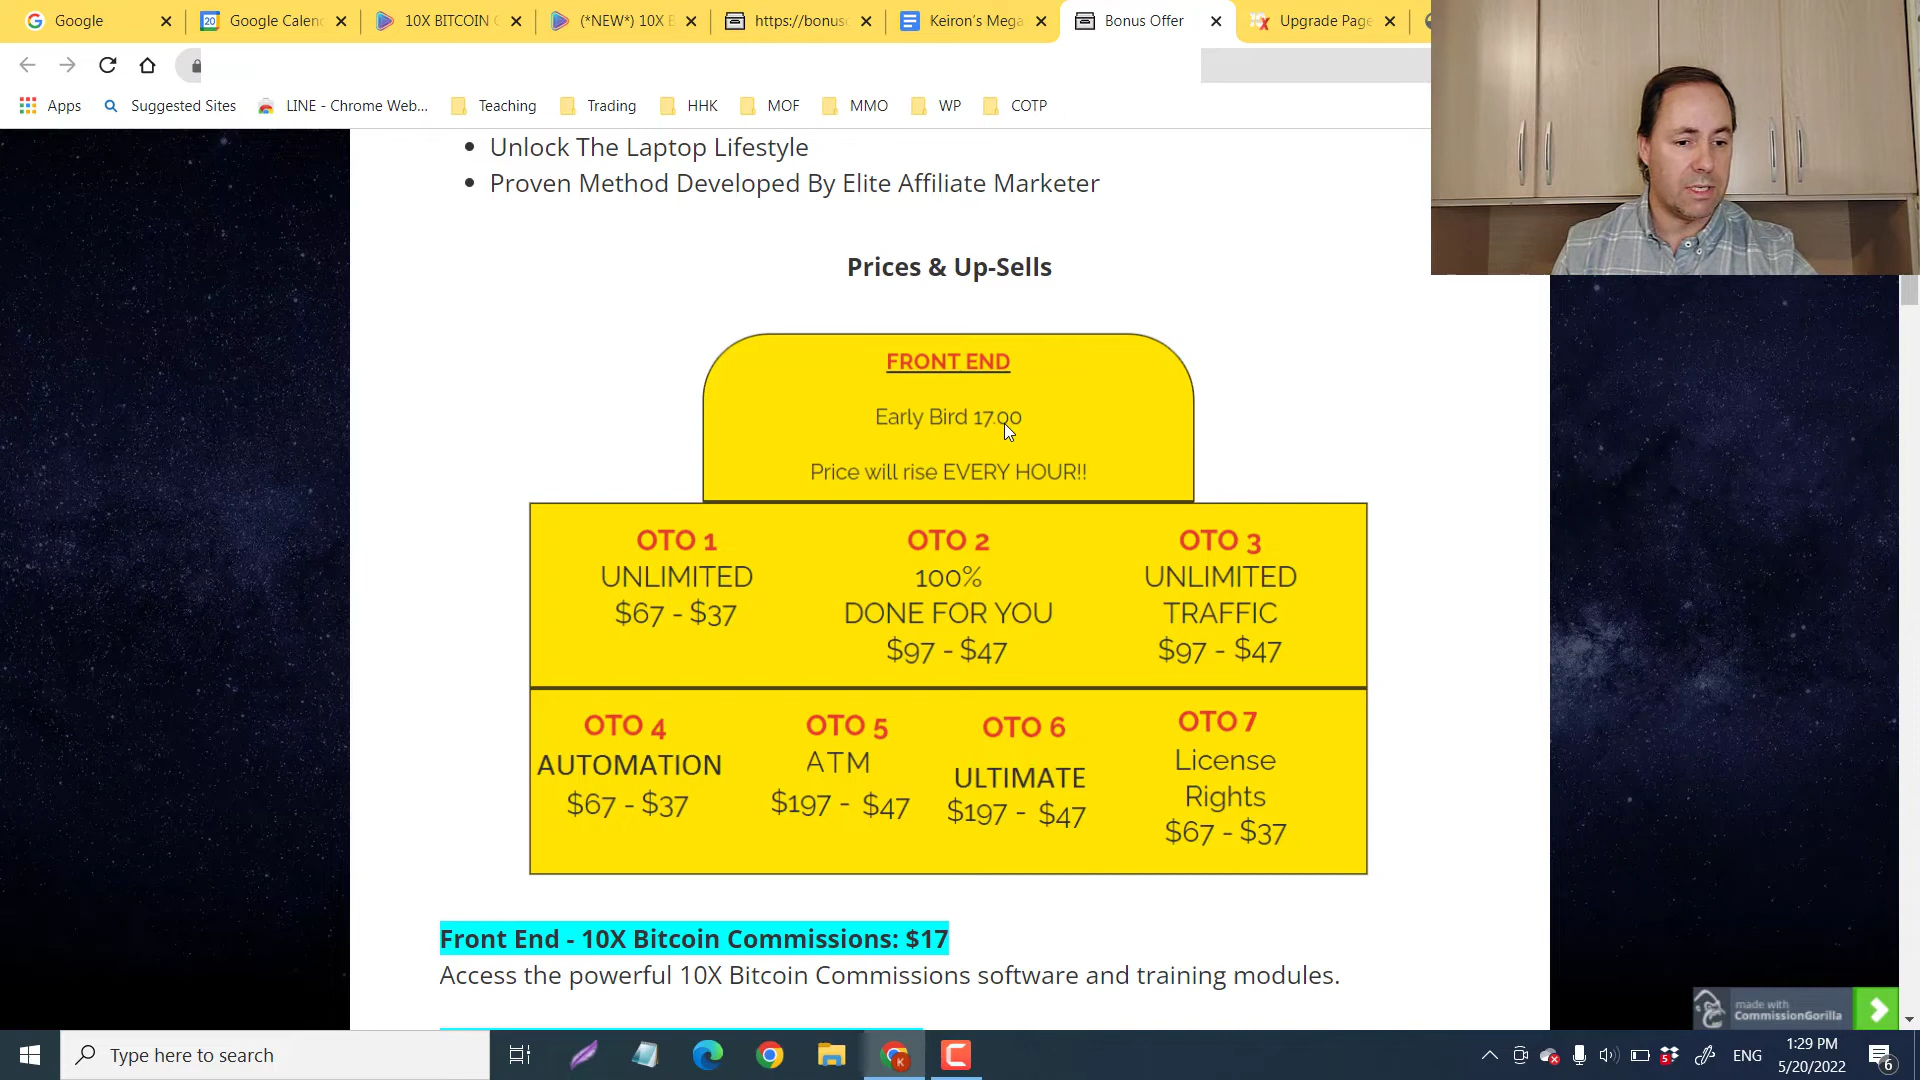 Google
Google Calen
10X BITCOIN
(*NEW*) 10X B
https://bonus
Keiron's Mega
Bonus Offer
Upgrade Page
Apps
Suggested Sites
LINE - Chrome Web...
Teaching
Trading
HHK
MOF
MMO
WP
COTP
Unlock The Laptop Lifestyle
Proven Method Developed By Elite Affiliate Marketer
Prices & Up-Sells
FRONT END
Early Bird 17.00
Price will rise EVERY HOUR!!
OTO 1
UNLIMITED
$67 - $37
OTO 2
100%
DONE FOR YOU
$97 - $47
OTO 3
UNLIMITED
TRAFFIC
$97 - $47
OTO 4
AUTOMATION
$67 - $37
OTO 5
ATM
$197 - $47
OTO 6
ULTIMATE
$197 - $47
OTO 7
License
Rights
$67 - $37
Front End - 10X Bitcoin Commissions: $17
Access the powerful 10X Bitcoin Commissions software and training modules.
made with
CommissionGorilla
Type here to search
ENG
1:29 PM
5/20/2022
6